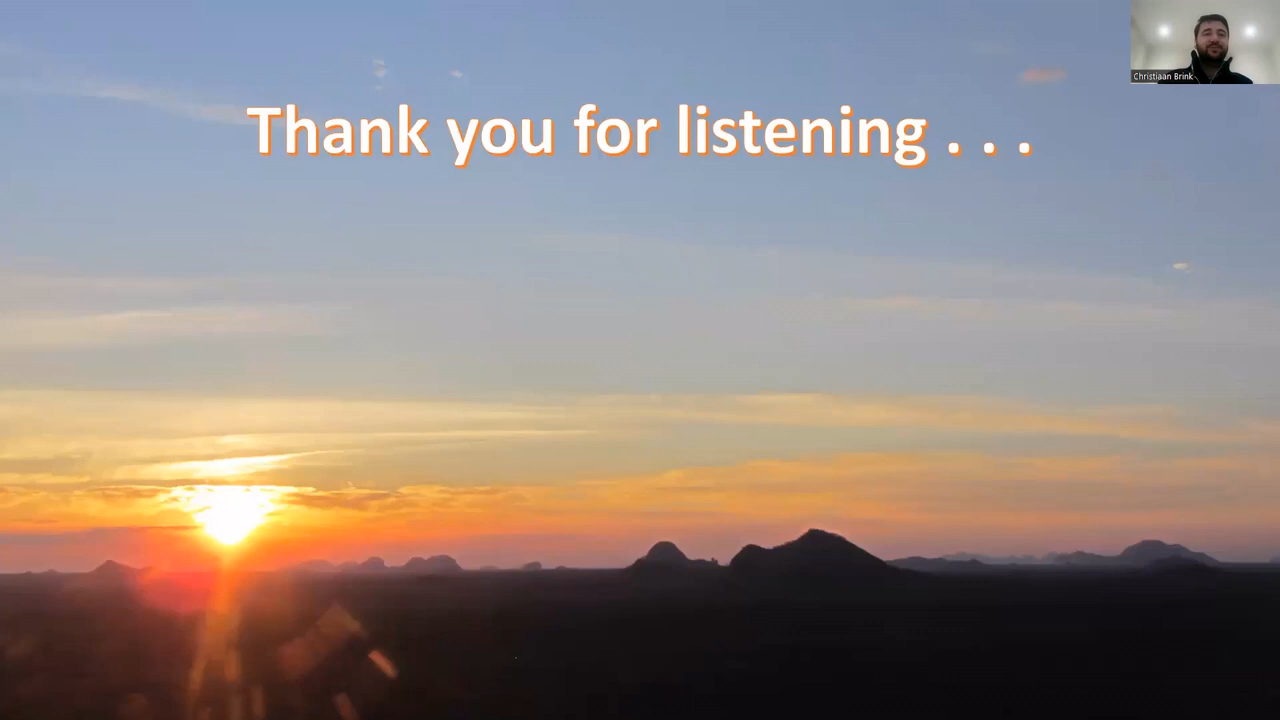 Thank you for listening . . .
Christiaan Brink